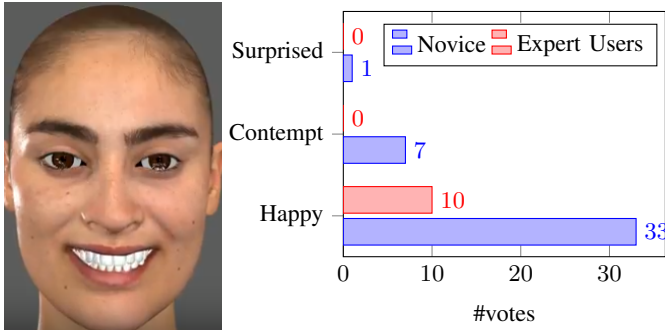 Surprised
0
1
Novice
Expert Users
Contempt
0
7
Happy
10
33
0
10
20
30
#votes